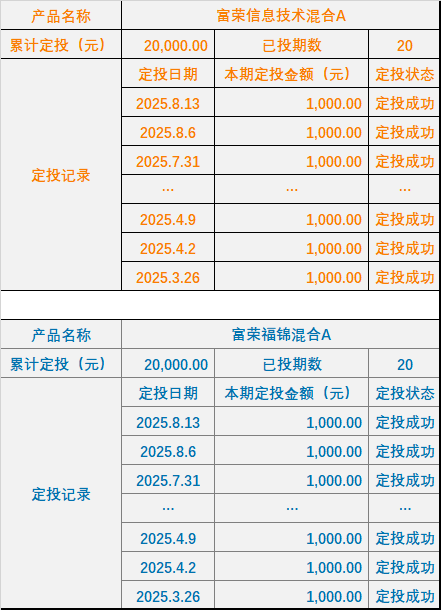 产品名称 富荣信息技术混合A
累计定投（元） 20,000.00 已投期数 20
定投日期 本期定投金额（元） 定投状态
2025.8.13 1,000.00 定投成功
2025.8.6 1,000.00 定投成功
2025.7.31 1,000.00 定投成功
定投记录
... ... ...
2025.4.9 1,000.00 定投成功
2025.4.2 1,000.00 定投成功
2025.3.26 1,000.00 定投成功
产品名称 富荣福锦混合A
累计定投（元） 20,000.00 已投期数 20
定投日期 本期定投金额（元） 定投状态
2025.8.13 1,000.00 定投成功
2025.8.6 1,000.00 定投成功
2025.7.31 1,000.00 定投成功
定投记录
... ... ...
2025.4.9 1,000.00 定投成功
2025.4.2 1,000.00 定投成功
2025.3.26 1,000.00 定投成功